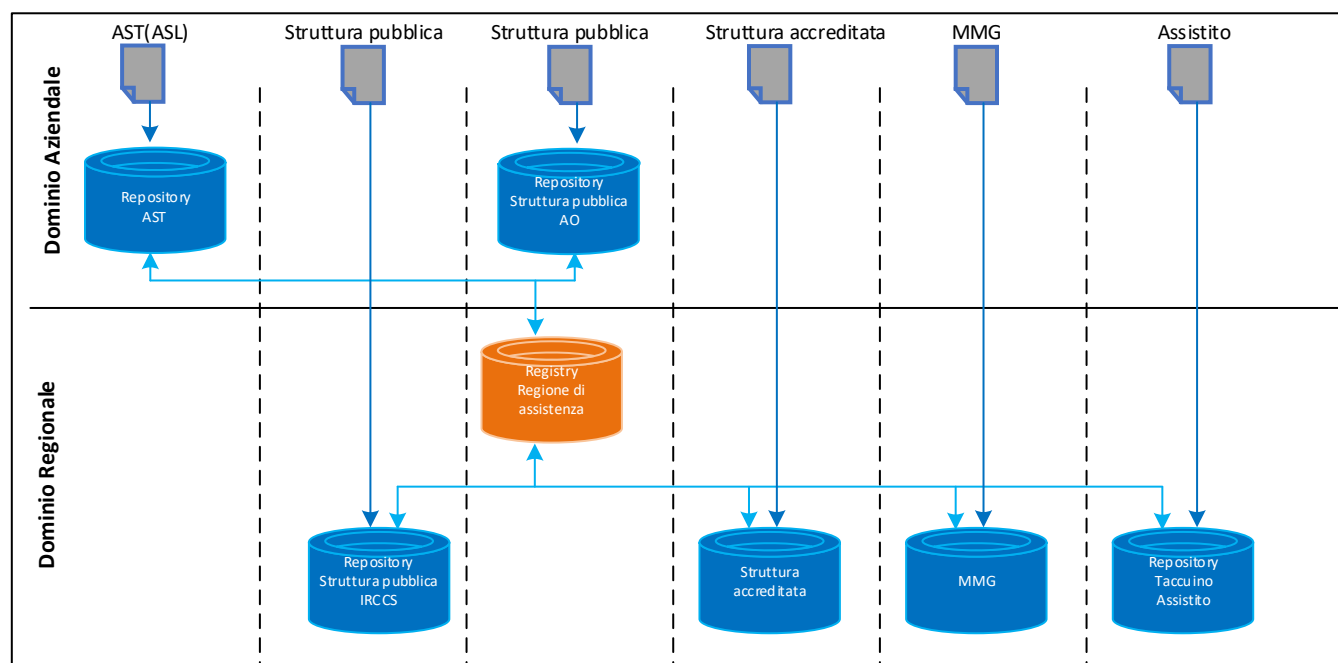 AST(ASL)
Struttura pubblica
Struttura pubblica
Struttura accreditata
MMG
Assistito
Dominio Aziendale
Repository
AST
Repository
Struttura pubblica
AO
Dominio Regionale
Registry
Regione di
assistenza
Repository
Struttura pubblica
IRCCS
Struttura
accreditata
MMG
Repository
Taccuino
Assistito